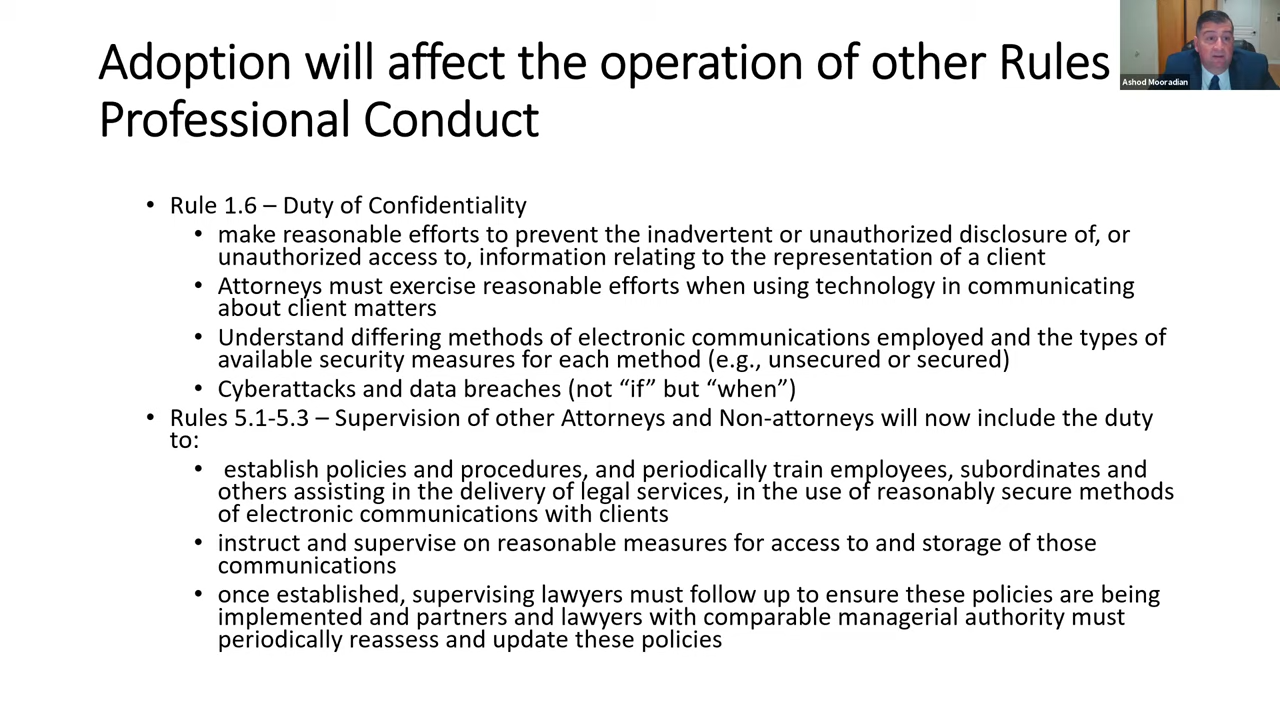 Adoption will affect the operation of other Rules
Professional Conduct
Ashod Mooradian
• Rule 1.6 – Duty of Confidentiality
• make reasonable efforts to prevent the inadvertent or unauthorized disclosure of, or
unauthorized access to, information relating to the representation of a client
• Attorneys must exercise reasonable efforts when using technology in communicating
about client matters
• Understand differing methods of electronic communications employed and the types of
available security measures for each method (e.g., unsecured or secured)
• Cyberattacks and data breaches (not “if” but “when”)
• Rules 5.1-5.3 – Supervision of other Attorneys and Non-attorneys will now include the duty
to:
• establish policies and procedures, and periodically train employees, subordinates and
others assisting in the delivery of legal services, in the use of reasonably secure methods
of electronic communications with clients
• instruct and supervise on reasonable measures for access to and storage of those
communications
• once established, supervising lawyers must follow up to ensure these policies are being
implemented and partners and lawyers with comparable managerial authority must
periodically reassess and update these policies